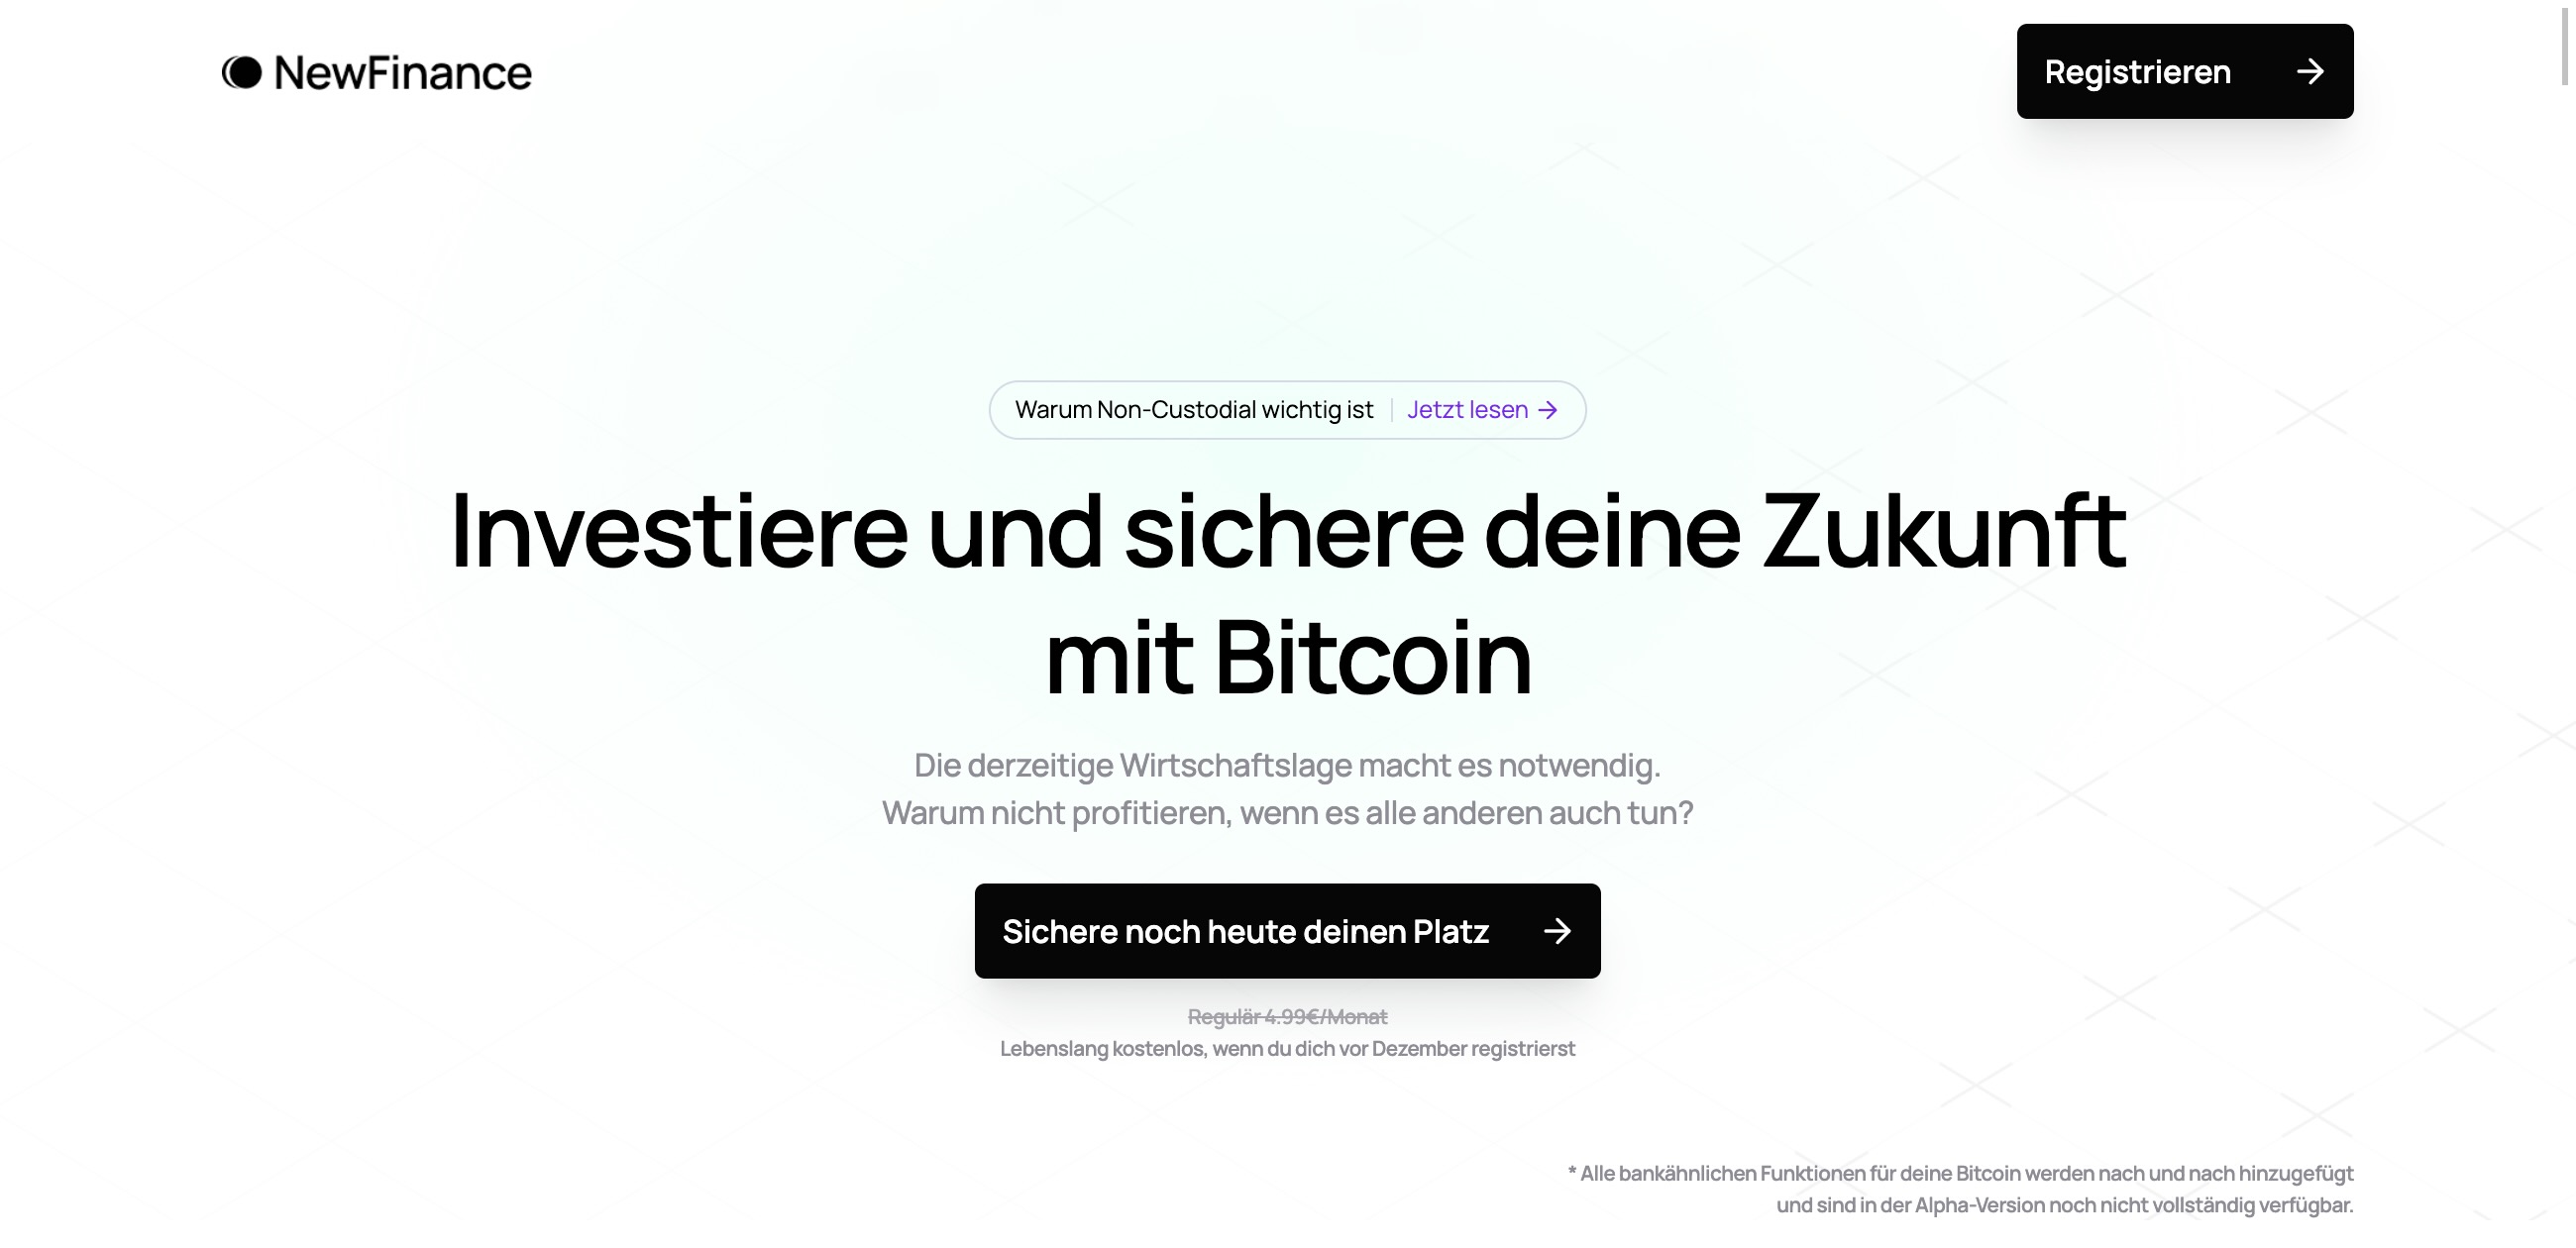 NewFinance
Registrieren
Warum Non-Custodial wichtig ist | Jetzt lesen →
Investiere und sichere deine Zukunft
mit Bitcoin
Die derzeitige Wirtschaftslage macht es notwendig.
Warum nicht profitieren, wenn es alle anderen auch tun?
Sichere noch heute deinen Platz →
Regulär 4.99€/Monat
Lebenslang kostenlos, wenn du dich vor Dezember registrierst
* Alle bankähnlichen Funktionen für deine Bitcoin werden nach und nach hinzugefügt
und sind in der Alpha-Version noch nicht vollständig verfügbar.